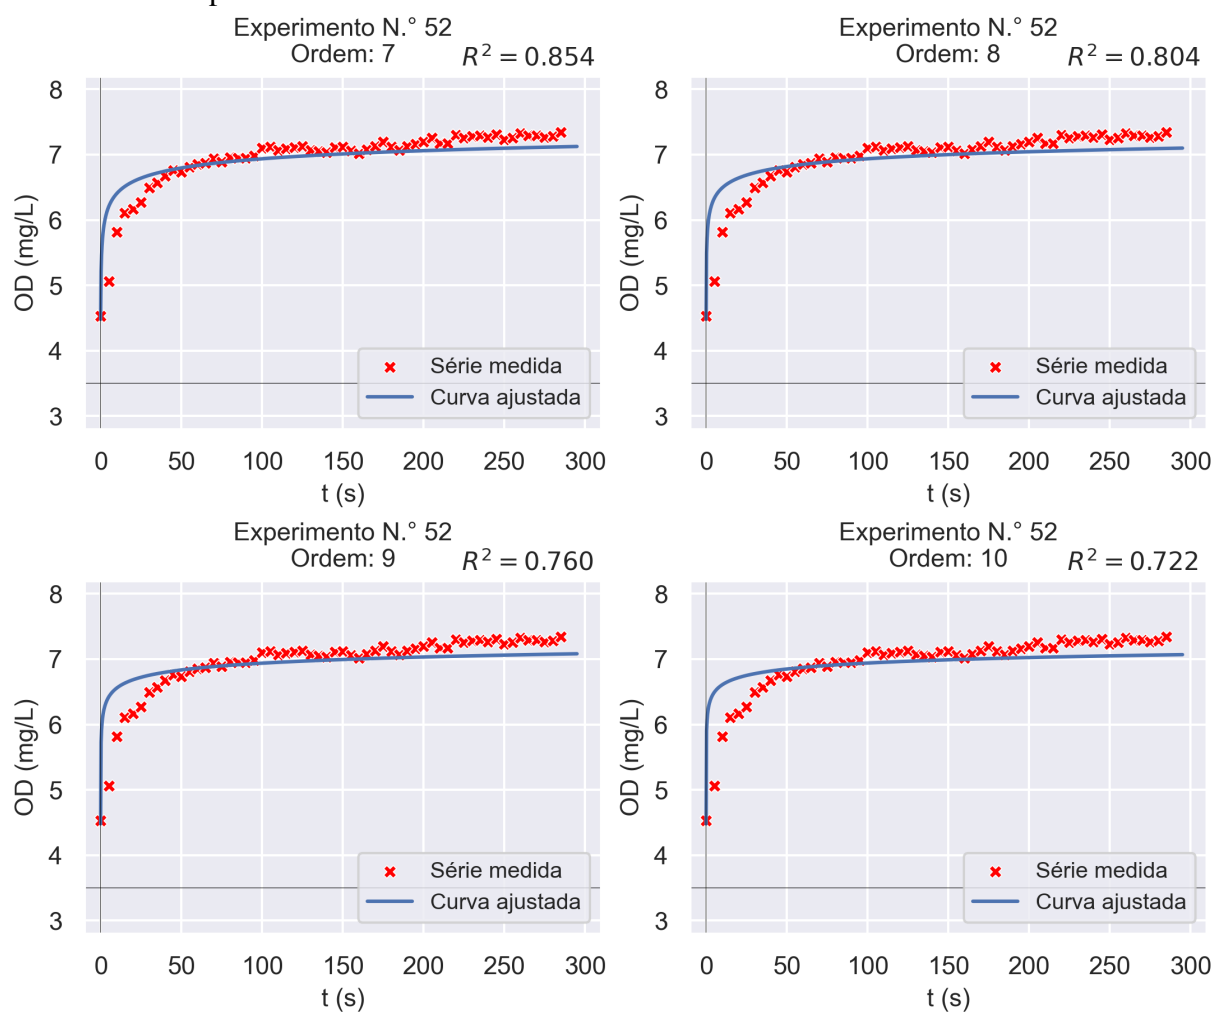 Experimento N.° 52
Ordem: 7 R² = 0.854
OD (mg/L)
8
7
6
5
4
3
Série medida
Curva ajustada
0 50 100 150 200 250 300
t (s)
Experimento N.° 52
Ordem: 8 R² = 0.804
OD (mg/L)
8
7
6
5
4
3
Série medida
Curva ajustada
0 50 100 150 200 250 300
t (s)
Experimento N.° 52
Ordem: 9 R² = 0.760
OD (mg/L)
8
7
6
5
4
3
Série medida
Curva ajustada
0 50 100 150 200 250 300
t (s)
Experimento N.° 52
Ordem: 10 R² = 0.722
OD (mg/L)
8
7
6
5
4
3
Série medida
Curva ajustada
0 50 100 150 200 250 300
t (s)